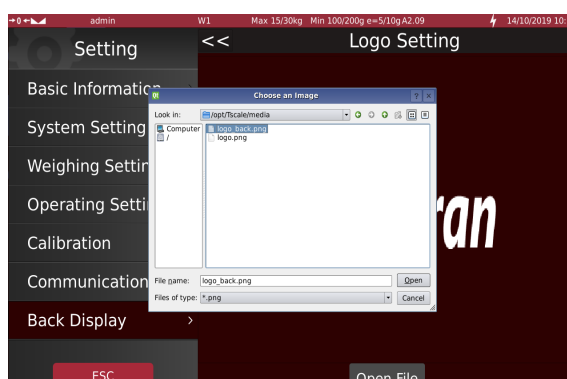 →0← admin W1 Max 15/30kg Min 100/200g e=5/10g A2.09 14/10/2019 10:
Setting
<< Logo Setting
Basic Information
System Setting
Weighing Settin
Operating Setti
Calibration
Communication
Back Display >
ESC
Choose an Image
Look in: /opt/Tscale/media
Computer
/
logo_back.png
logo.png
File name: logo_back.png Open
Files of type: *.png Cancel
ran
Open File